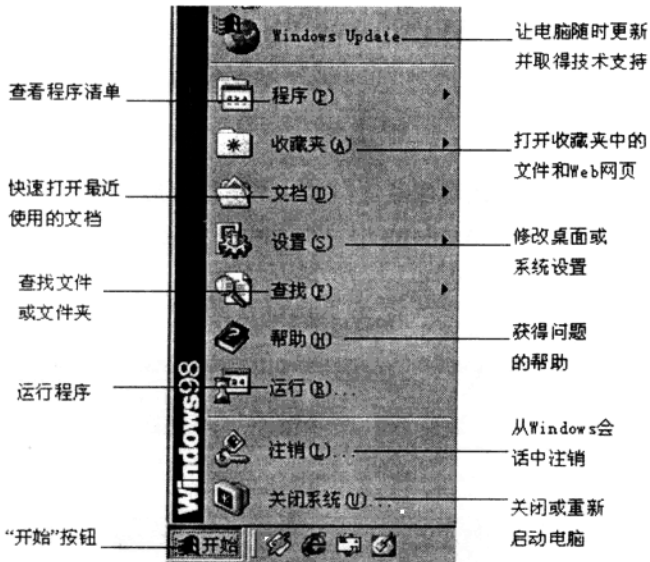 Windows Update
让电脑随时更新
并取得技术支持
查看程序清单
程序(P)
收藏夹(A)
打开收藏夹中的
文件和Web网页
快速打开最近
使用的文档
文档(D)
设置(S)
修改桌面或
系统设置
查找文件
或文件夹
查找(F)
帮助(H)
获得问题
的帮助
运行程序
运行(R)...
注销(L)...
从Windows会
话中注销
关闭系统(U)...
关闭或重新
启动电脑
Windows98
“开始”按钮
开始